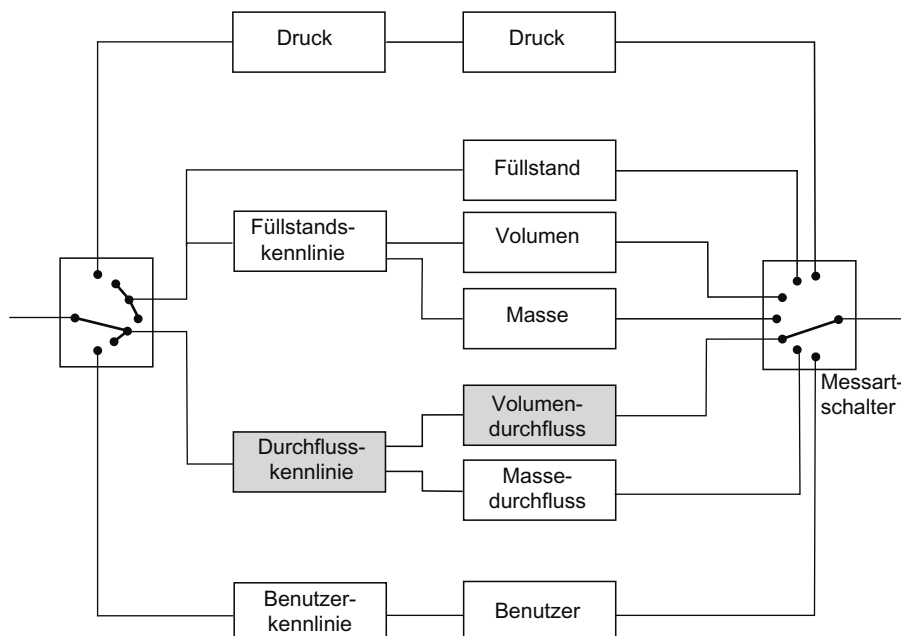 Druck
Druck
Füllstand
Füllstands-
kennlinie
Volumen
Masse
Messart-
schalter
Volumen-
durchfluss
Durchfluss-
kennlinie
Masse-
durchfluss
Benutzer-
kennlinie
Benutzer